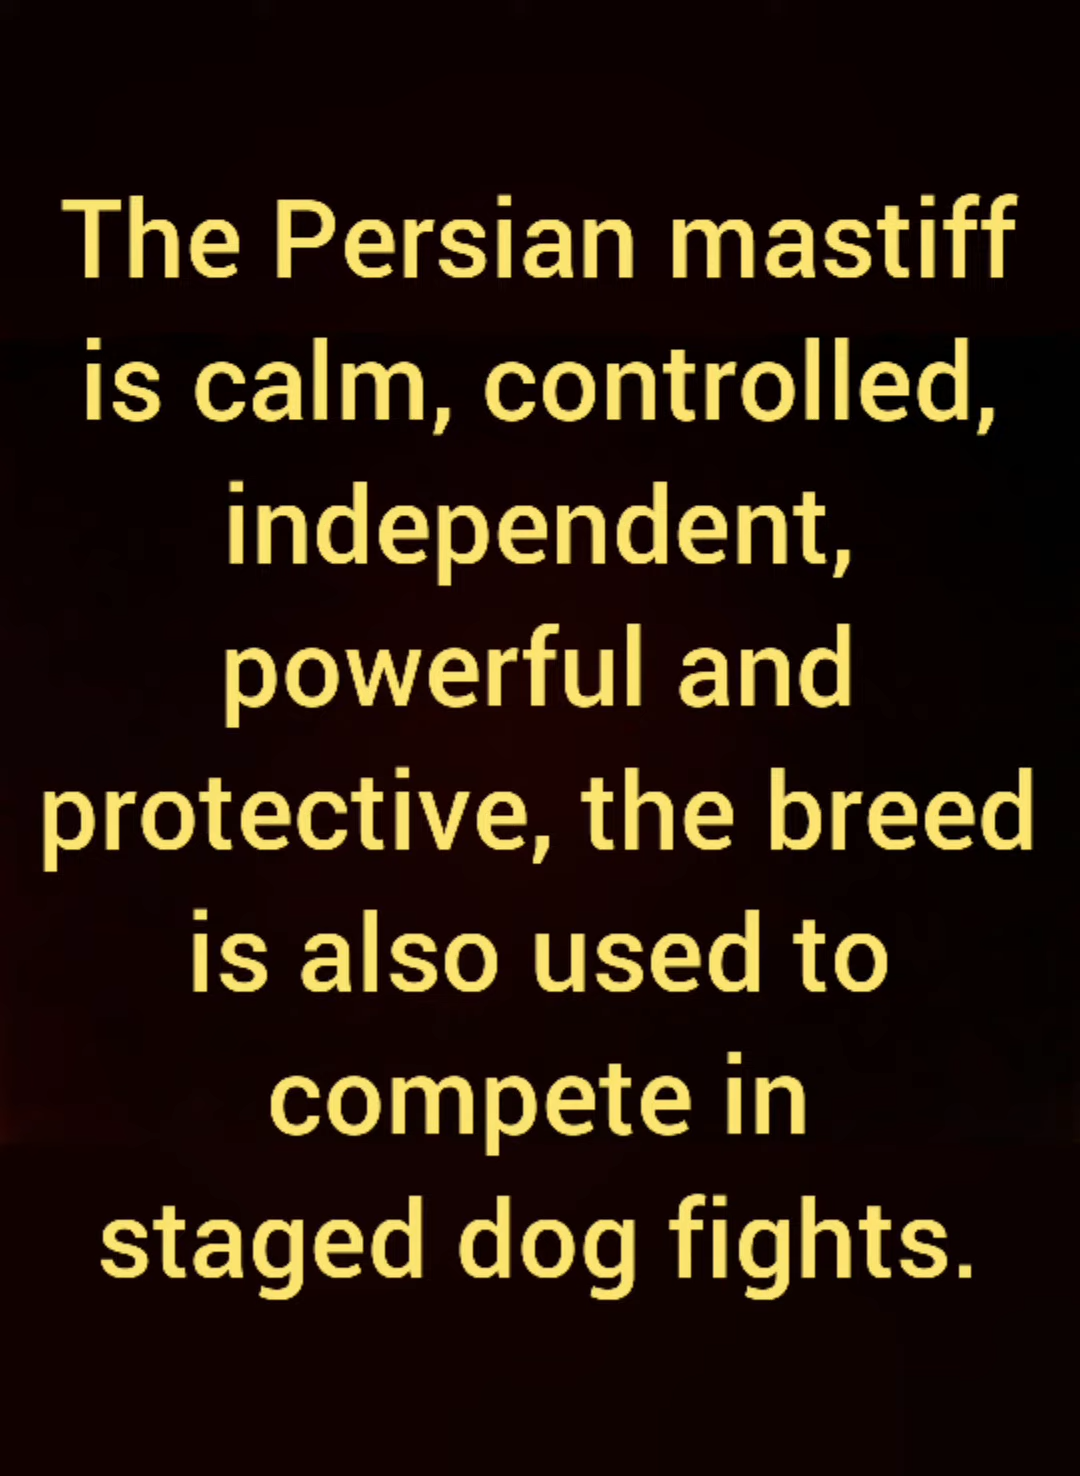 The Persian mastiff
is calm, controlled,
independent,
powerful and
protective, the breed
is also used to
compete in
staged dog fights.